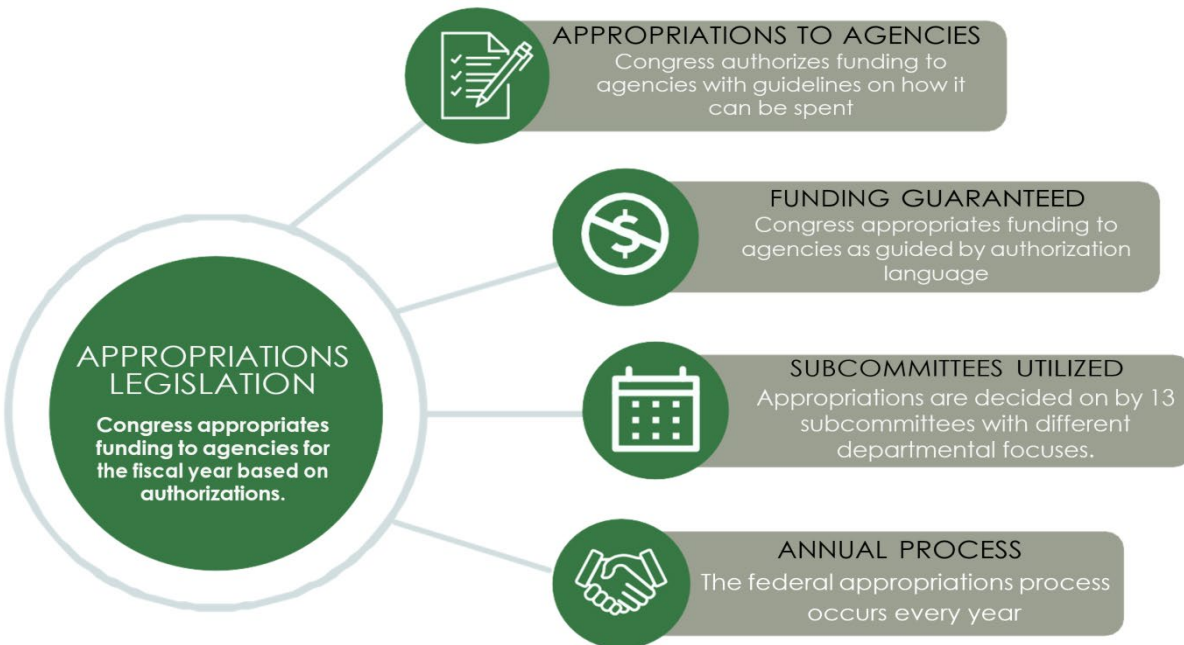 APPROPRIATIONS TO AGENCIES
Congress authorizes funding to
agencies with guidelines on how it
can be spent
FUNDING GUARANTEED
Congress appropriates funding to
agencies as guided by authorization
language
APPROPRIATIONS
LEGISLATION
Congress appropriates
funding to agencies for
the fiscal year based on
authorizations.
SUBCOMMITTEES UTILIZED
Appropriations are decided on by 13
subcommittees with different
departmental focuses.
ANNUAL PROCESS
The federal appropriations process
occurs every year